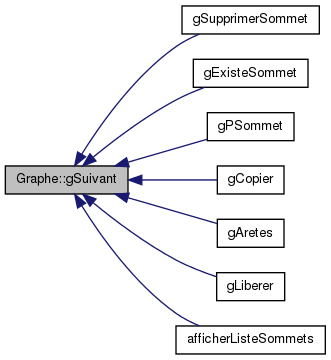 gSupprimerSommet
gExisteSommet
gPSommet
Graphe::gSuivant
gCopier
gAretes
gLiberer
afficherListeSommets